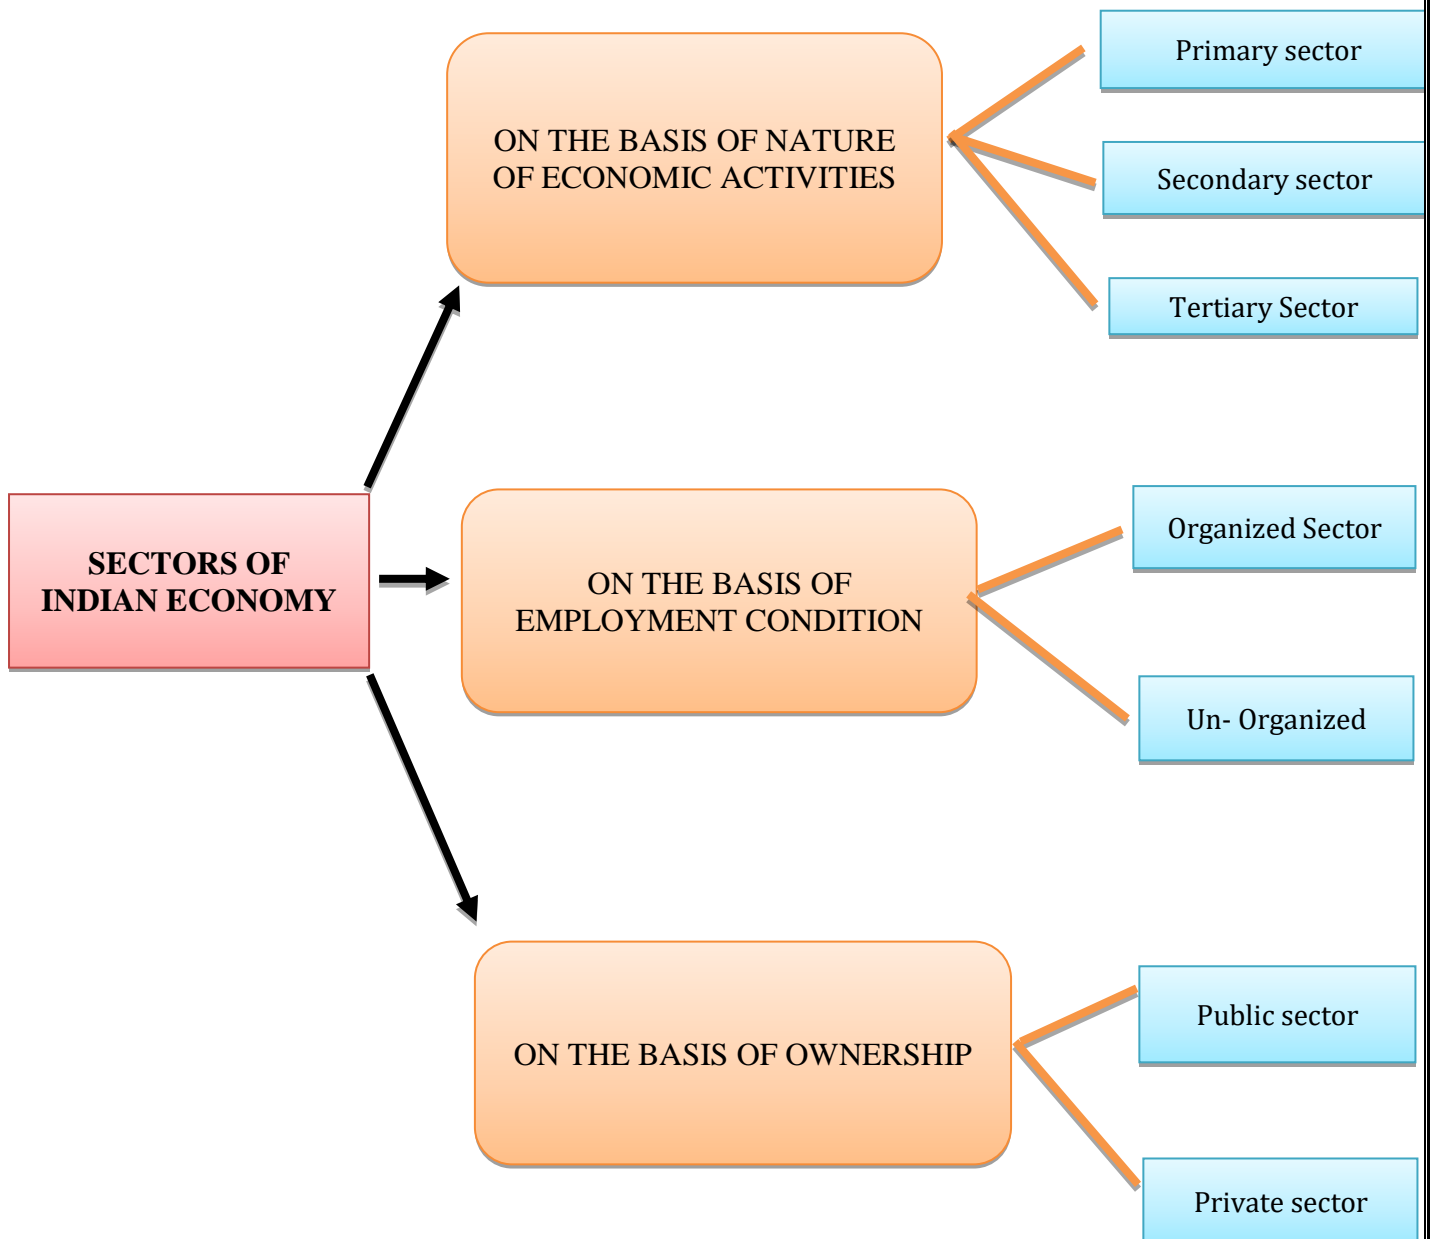 Primary sector
ON THE BASIS OF NATURE
OF ECONOMIC ACTIVITIES
Secondary sector
Tertiary Sector
SECTORS OF
INDIAN ECONOMY
ON THE BASIS OF
EMPLOYMENT CONDITION
Organized Sector
Un- Organized
ON THE BASIS OF OWNERSHIP
Public sector
Private sector